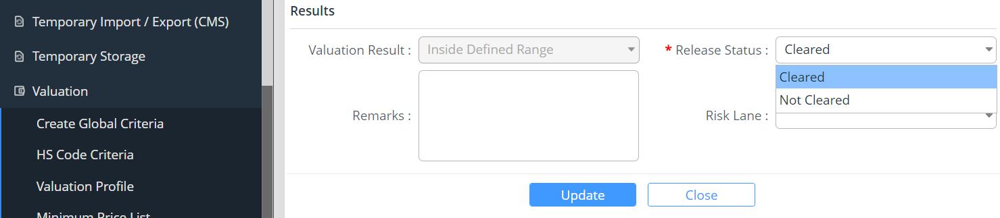 Temporary Import / Export (CMS)
Temporary Storage
Valuation
Create Global Criteria
HS Code Criteria
Valuation Profile
Minimum Price List
Results
Valuation Result : Inside Defined Range
* Release Status : Cleared
Cleared
Not Cleared
Remarks :
Risk Lane :
Update Close